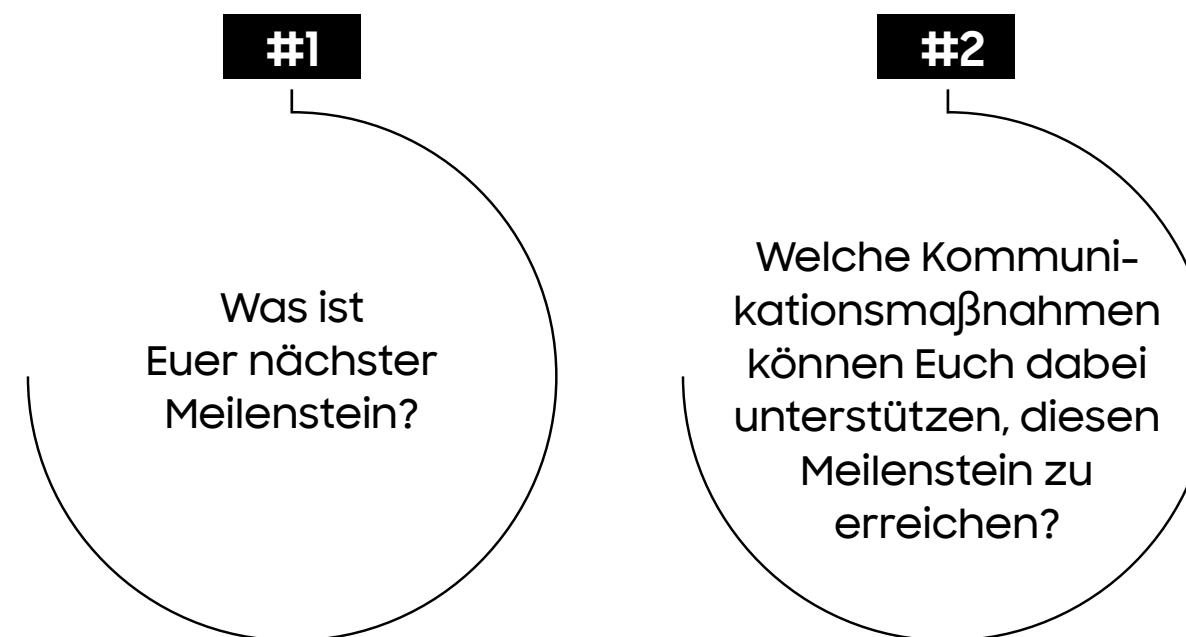 #1
Was ist
Euer nächster
Meilenstein?
#2
Welche Kommuni-
kationsmaßnahmen
können Euch dabei
unterstützen, diesen
Meilenstein zu
erreichen?